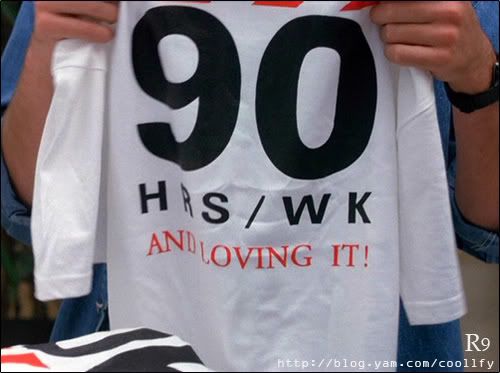 90
HRS/WK
AND LOVING IT!
R9
http://blog.yam.com/coollfy